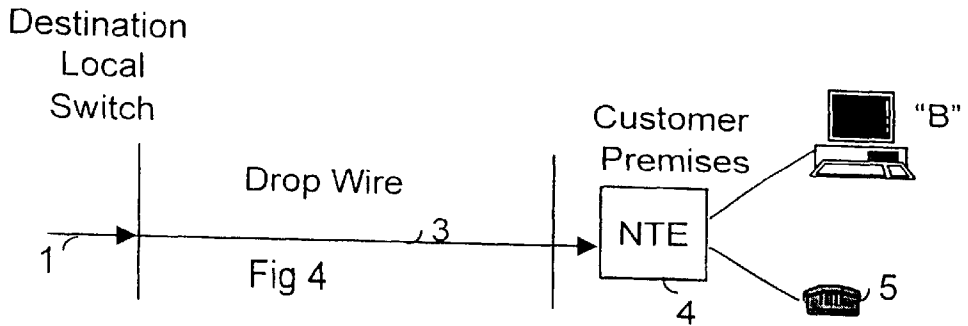 Destination
Local
Switch
Customer
Premises
"B"
Drop Wire
NTE
1
3
4
5
Fig 4